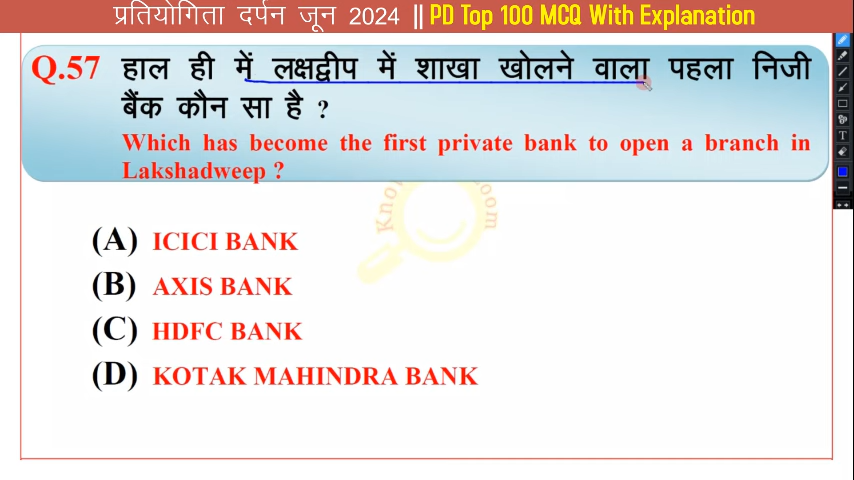 प्रतियोगिता दर्पन जून 2024 || PD Top 100 MCQ With Explanation
Q.57 हाल ही में लक्षद्वीप में शाखा खोलने वाला पहला निजी
बैंक कौन सा है ?
Which has become the first private bank to open a branch in
Lakshadweep ?
(A) ICICI BANK
(B) AXIS BANK
(C) HDFC BANK
(D) KOTAK MAHINDRA BANK